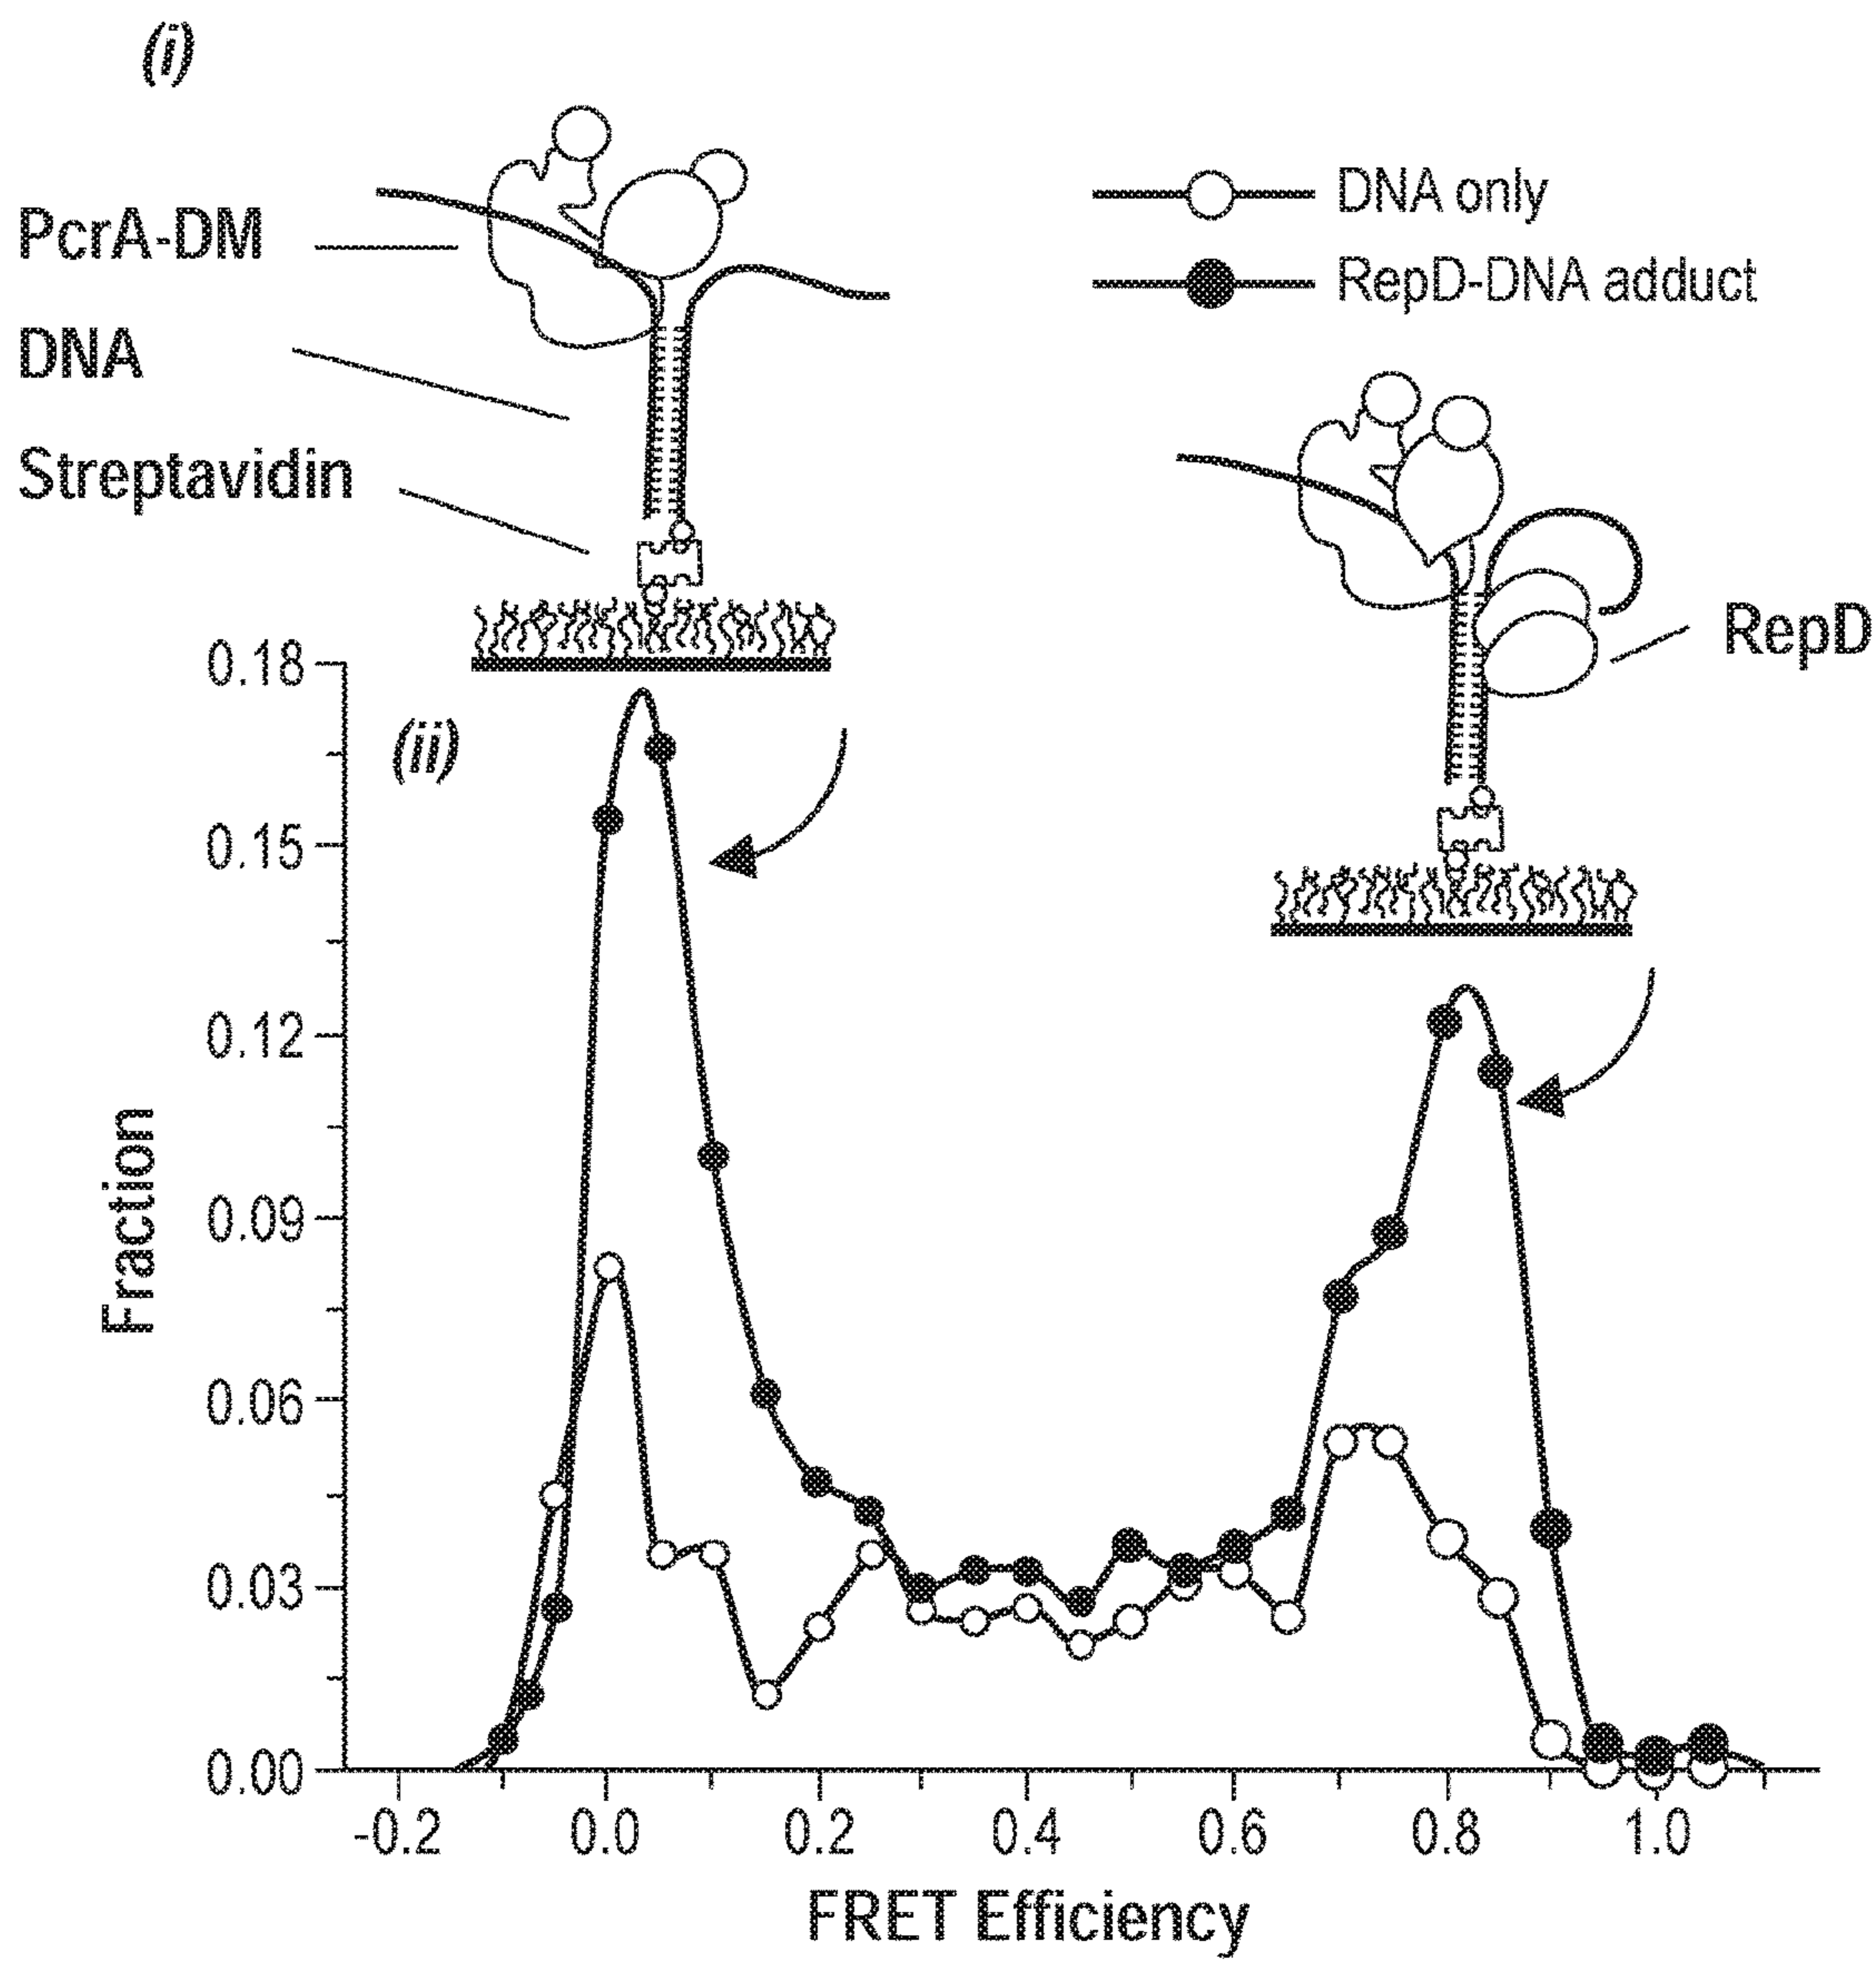 (i)
DNA only
RepD-DNA adduct
PcrA-DM
DNA
Streptavidin
RepD
(ii)
0.18
0.15
0.12
0.09
0.06
0.03
0.00
Fraction
-0.2 0.0 0.2 0.4 0.6 0.8 1.0
FRET Efficiency